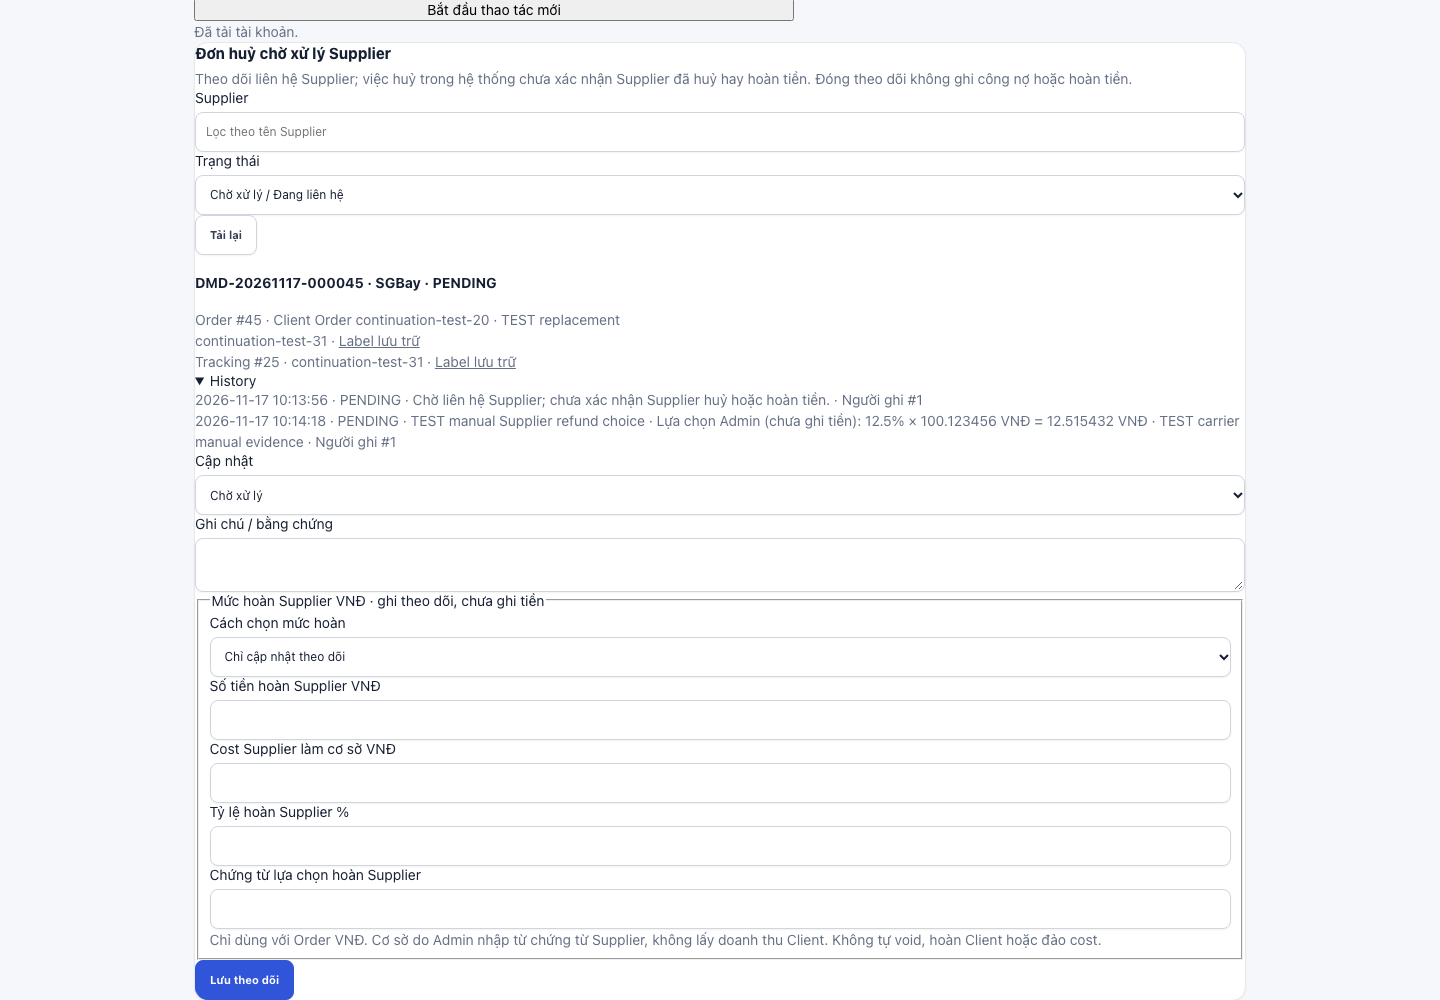 Bắt đầu thao tác mới
Đã tải tài khoản.
Đơn huỷ chờ xử lý Supplier
Theo dõi liên hệ Supplier; việc huỷ trong hệ thống chưa xác nhận Supplier đã huỷ hay hoàn tiền. Đóng theo dõi không ghi công nợ hoặc hoàn tiền.
Supplier
Lọc theo tên Supplier
Trạng thái
Chờ xử lý / Đang liên hệ
Tải lại
DMD-20261117-000045 · SGBay · PENDING
Order #45 · Client Order continuation-test-20 · TEST replacement
continuation-test-31 · Label lưu trữ
Tracking #25 · continuation-test-31 · Label lưu trữ
▼ History
2026-11-17 10:13:56 · PENDING · Chờ liên hệ Supplier; chưa xác nhận Supplier huỷ hoặc hoàn tiền. · Người ghi #1
2026-11-17 10:14:18 · PENDING · TEST manual Supplier refund choice · Lựa chọn Admin (chưa ghi tiền): 12.5% × 100.123456 VNĐ = 12.515432 VNĐ · TEST carrier
manual evidence · Người ghi #1
Cập nhật
Chờ xử lý
Ghi chú / bằng chứng
Mức hoàn Supplier VNĐ · ghi theo dõi, chưa ghi tiền
Cách chọn mức hoàn
Chỉ cập nhật theo dõi
Số tiền hoàn Supplier VNĐ
Cost Supplier làm cơ sở VNĐ
Tỷ lệ hoàn Supplier %
Chứng từ lựa chọn hoàn Supplier
Chỉ dùng với Order VNĐ. Cơ sở do Admin nhập từ chứng từ Supplier, không lấy doanh thu Client. Không tự void, hoàn Client hoặc đảo cost.
Lưu theo dõi